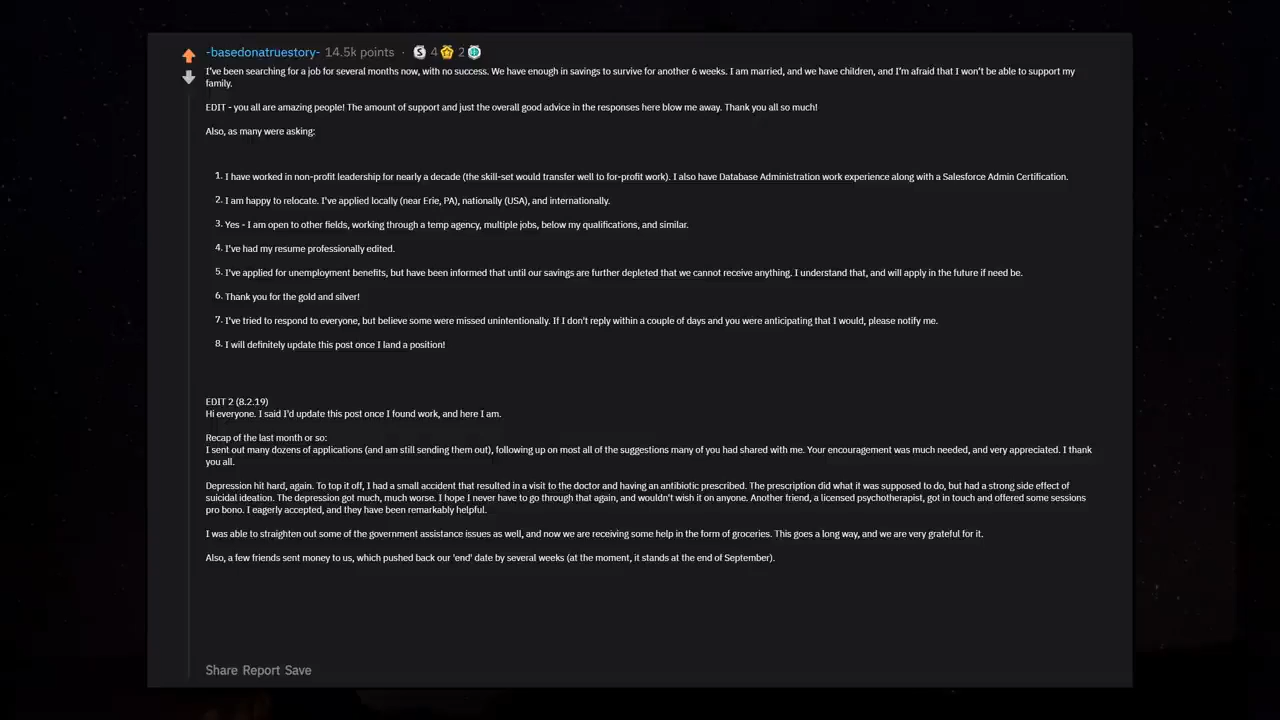 -basedonatruestory- 14.5k points · S 4 2
I've been searching for a job for several months now, with no success. We have enough in savings to survive for another 6 weeks. I am married, and we have children, and I'm afraid that I won't be able to support my
family.
EDIT - you all are amazing people! The amount of support and just the overall good advice in the responses here blow me away. Thank you all so much!
Also, as many were asking:
1. I have worked in non-profit leadership for nearly a decade (the skill-set would transfer well to for-profit work). I also have Database Administration work experience along with a Salesforce Admin Certification.
2. I am happy to relocate. I've applied locally (near Erie, PA), nationally (USA), and internationally.
3. Yes - I am open to other fields, working through a temp agency, multiple jobs, below my qualifications, and similar.
4. I've had my resume professionally edited.
5. I've applied for unemployment benefits, but have been informed that until our savings are further depleted that we cannot receive anything. I understand that, and will apply in the future if need be.
6. Thank you for the gold and silver!
7. I've tried to respond to everyone, but believe some were missed unintentionally. If I don't reply within a couple of days and you were anticipating that I would, please notify me.
8. I will definitely update this post once I land a position!
EDIT 2 (8.2.19)
Hi everyone. I said I'd update this post once I found work, and here I am.
Recap of the last month or so:
I sent out many dozens of applications (and am still sending them out), following up on most all of the suggestions many of you had shared with me. Your encouragement was much needed, and very appreciated. I thank
you all.
Depression hit hard, again. To top it off, I had a small accident that resulted in a visit to the doctor and having an antibiotic prescribed. The prescription did what it was supposed to do, but had a strong side effect of
suicidal ideation. The depression got much, much worse. I hope I never have to go through that again, and wouldn't wish it on anyone. Another friend, a licensed psychotherapist, got in touch and offered some sessions
pro bono. I eagerly accepted, and they have been remarkably helpful.
I was able to straighten out some of the government assistance issues as well, and now we are receiving some help in the form of groceries. This goes a long way, and we are very grateful for it.
Also, a few friends sent money to us, which pushed back our 'end' date by several weeks (at the moment, it stands at the end of September).
Share Report Save